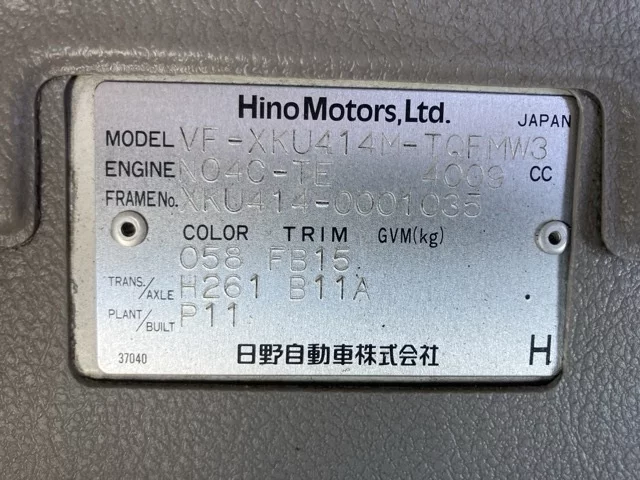 Hino Motors, Ltd. JAPAN
MODEL VF-XKU414M-TQFMW3
ENGINE N04C-TE 4009 CC
FRAME No. XKU414-0001035
COLOR TRIM GVM(kg)
058 FB15
TRANS./AXLE H261 B11A
PLANT/BUILT P11
37040 日野自動車株式会社 H